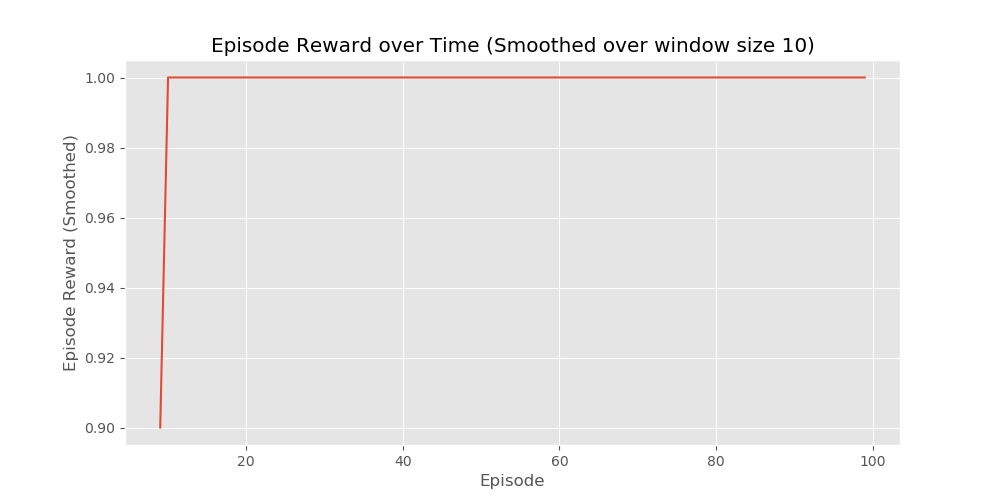 Episode Reward over Time (Smoothed over window size 10)
1.00
0.98
0.96
0.94
0.92
0.90
Episode Reward (Smoothed)
20 40 60 80 100
Episode